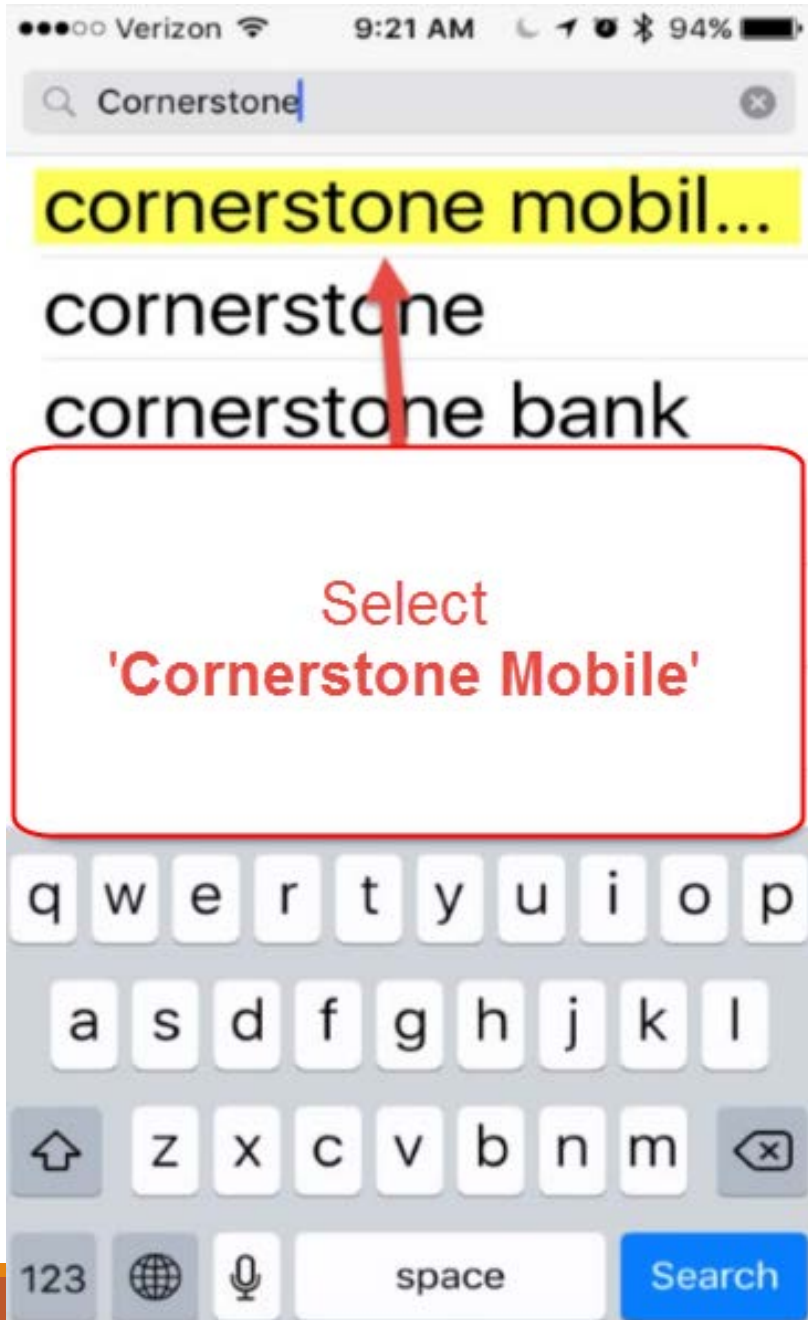 Verizon 9:21 AM 94%
Cornerstone
cornerstone mobil...
cornerstone
cornerstone bank
Select
'Cornerstone Mobile'
q w e r t y u i o p
a s d f g h j k l
z x c v b n m
123 space Search